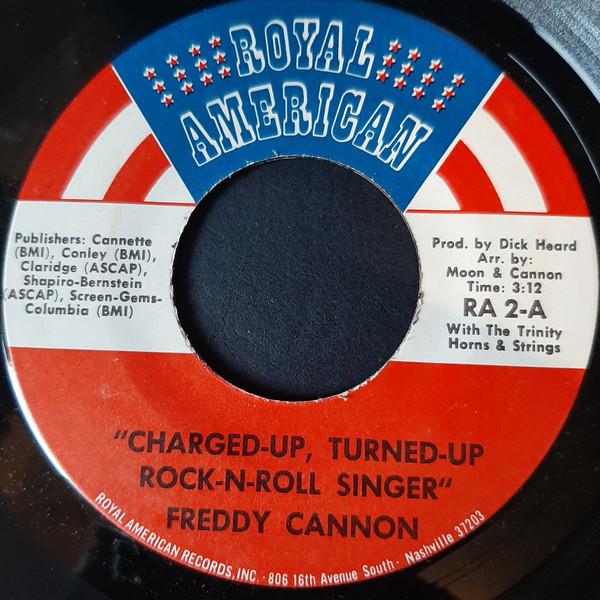 ROYAL
AMERICAN
Publishers: Cannette
(BMI), Conley (BMI),
Claridge (ASCAP),
Shapiro-Bernstein
(ASCAP), Screen-Gems-
Columbia (BMI)
Prod. by Dick Heard
Arr. by:
Moon & Cannon
Time: 3:12
RA 2-A
With The Trinity
Horns & Strings
"CHARGED-UP, TURNED-UP
ROCK-N-ROLL SINGER"
FREDDY CANNON
ROYAL AMERICAN RECORDS, INC. · 806 16th Avenue South · Nashville 37203